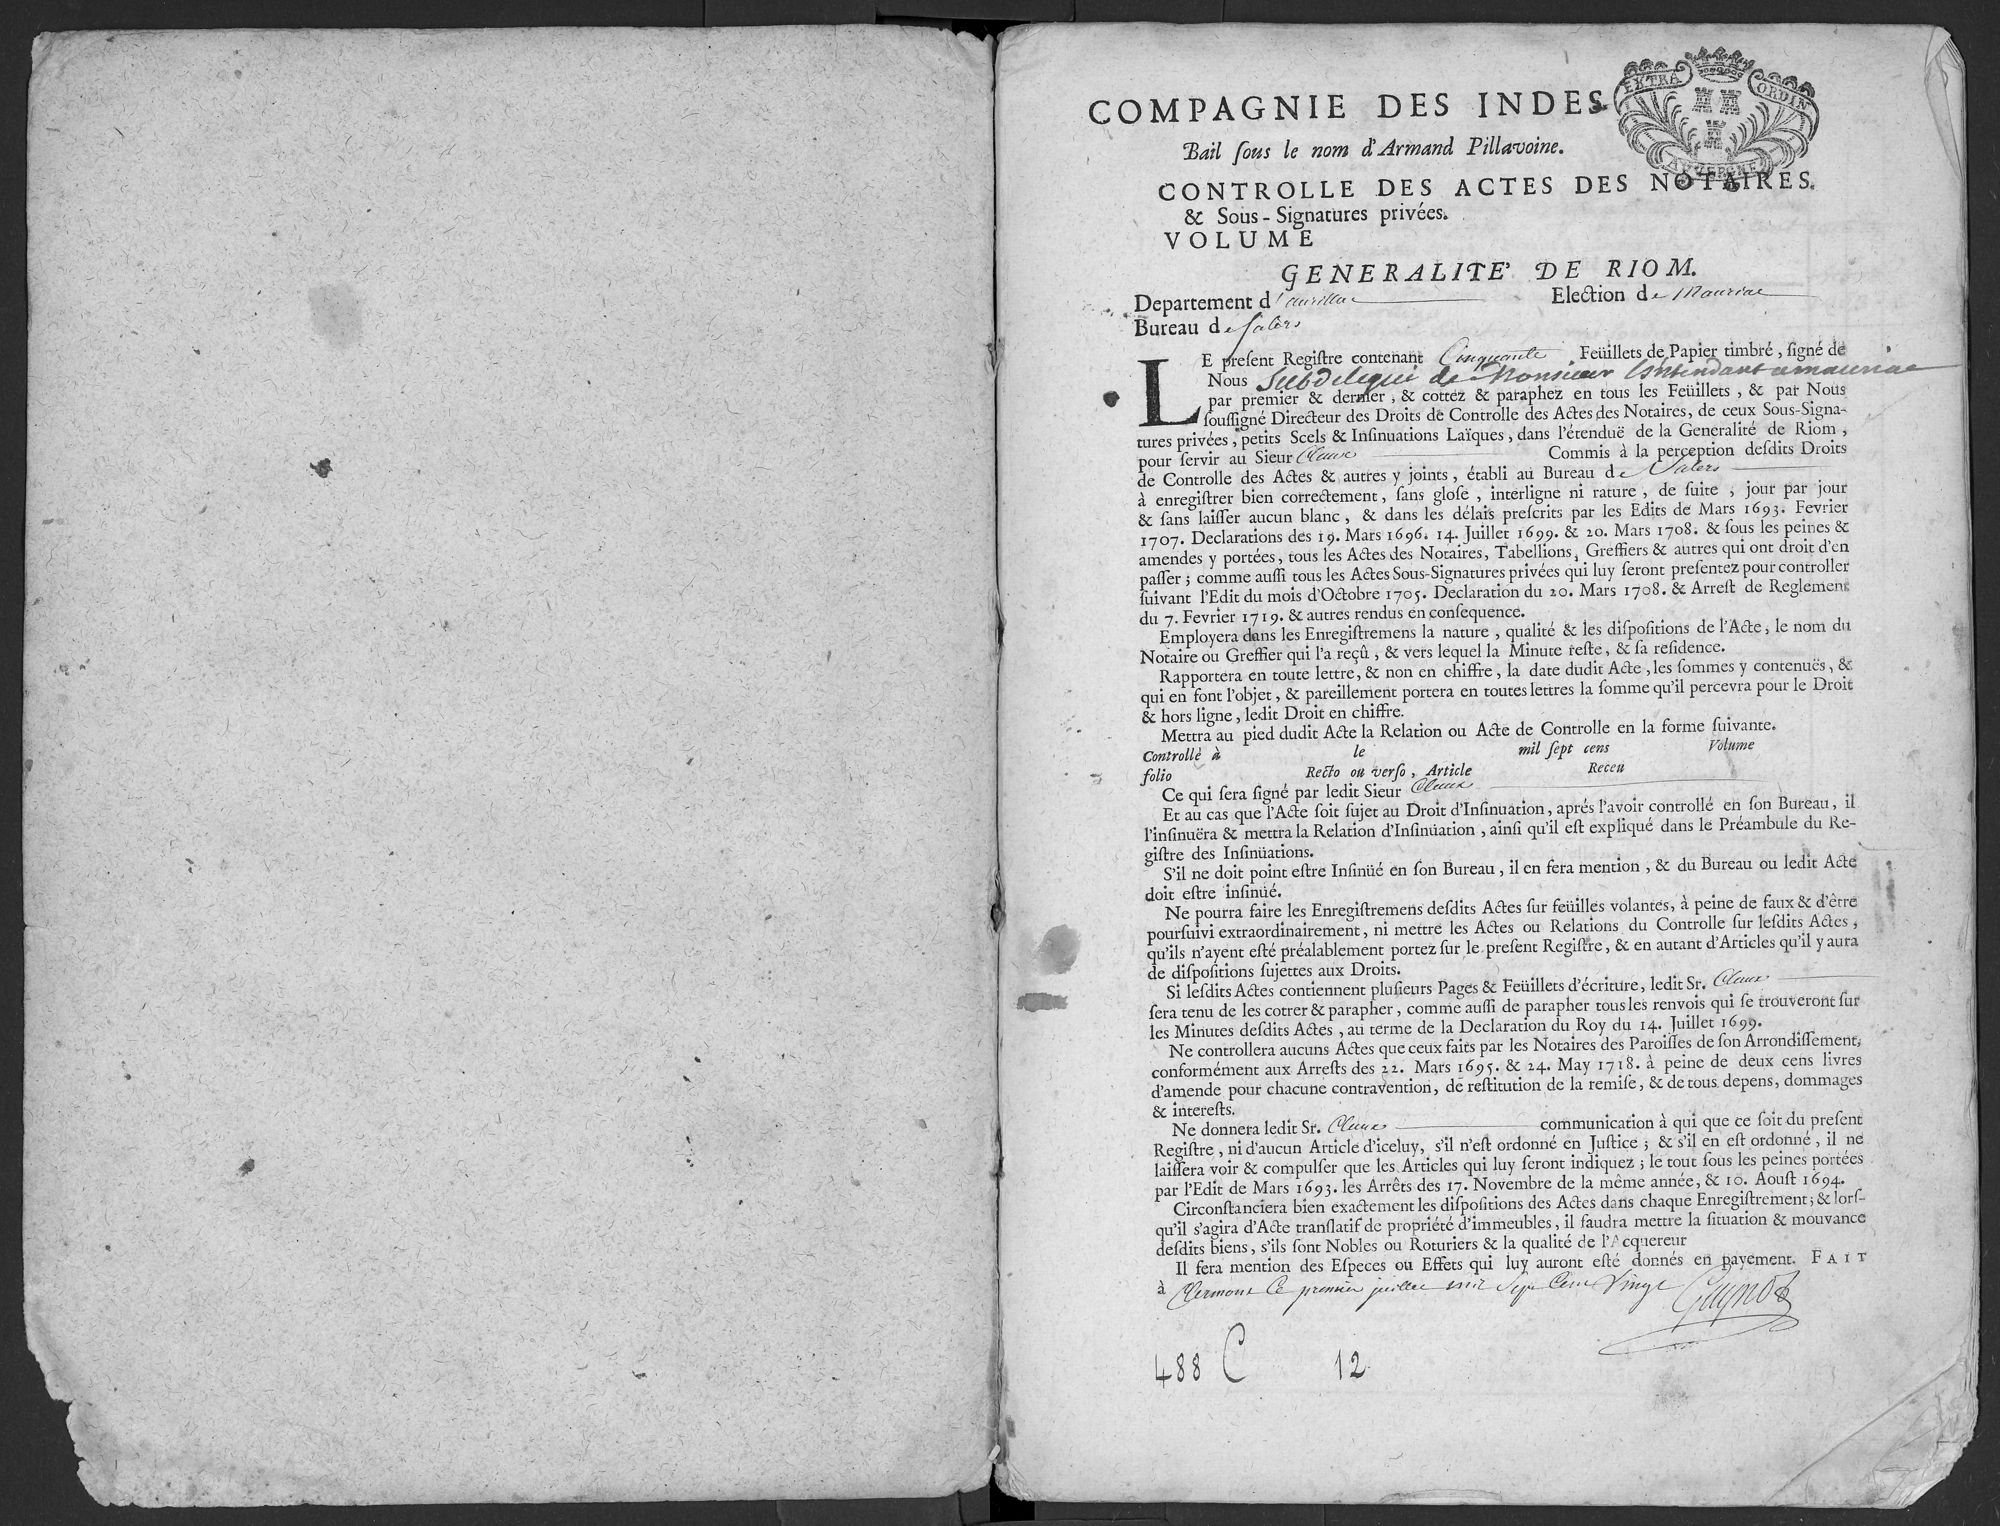 EXTRA ORDIN
AUVERGNE
COMPAGNIE DES INDES
Bail ſous le nom d'Armand Pillavoine.
CONTROLLE DES ACTES DES NOTAIRES.
& Sous-Signatures privées.
VOLUME
GENERALITE' DE RIOM.
Departement d'aurillac Election de Mauriac
Bureau de Salers
LE preſent Regiſtre contenant Cinquante Feüillets de Papier timbré, ſigné de
Nous Subdelegué de Monsieur L'intendant a mauriac
par premier & dernier, & cottez & paraphez en tous les Feüillets, & par Nous
ſouſſigné Directeur des Droits de Controlle des Actes des Notaires, de ceux Sous-Signa-
tures privées, petits Scels & Inſinuations Laïques, dans l'étenduë de la Generalité de Riom,
pour ſervir au Sieur Cleux Commis à la perception deſdits Droits
de Controlle des Actes & autres y joints, établi au Bureau de Salers
à enregiſtrer bien correctement, ſans gloſe, interligne ni rature, de ſuite, jour par jour
& ſans laiſſer aucun blanc, & dans les délais preſcrits par les Edits de Mars 1693. Fevrier
1707. Declarations des 19. Mars 1696. 14. Juillet 1699. & 20. Mars 1708. & ſous les peines &
amendes y portées, tous les Actes des Notaires, Tabellions, Greffiers & autres qui ont droit d'en
paſſer; comme auſſi tous les Actes Sous-Signatures privées qui luy ſeront preſentez pour controller
ſuivant l'Edit du mois d'Octobre 1705. Declaration du 20. Mars 1708. & Arreſt de Reglement
du 7. Fevrier 1719. & autres rendus en conſequence.
Employera dans les Enregiſtremens la nature, qualité & les diſpoſitions de l'Acte, le nom du
Notaire ou Greffier qui l'a reçû, & vers lequel la Minute reſte, & ſa reſidence.
Rapportera en toute lettre, & non en chiffre, la date dudit Acte, les ſommes y contenuës, &
qui en font l'objet, & pareillement portera en toutes lettres la ſomme qu'il percevra pour le Droit
& hors ligne, ledit Droit en chiffre.
Mettra au pied dudit Acte la Relation ou Acte de Controlle en la forme ſuivante.
Controllé à le mil ſept cens Volume
folio Recto ou verſo, Article Receu
Ce qui ſera ſigné par ledit Sieur Cleux
Et au cas que l'Acte ſoit ſujet au Droit d'Inſinuation, aprés l'avoir controllé en ſon Bureau, il
l'inſinuëra & mettra la Relation d'Inſinuation, ainſi qu'il eſt expliqué dans le Préambule du Re-
giſtre des Inſinüations.
S'il ne doit point eſtre Inſinüé en ſon Bureau, il en fera mention, & du Bureau ou ledit Acte
doit eſtre inſinüé.
Ne pourra faire les Enregiſtremens deſdits Actes ſur feüilles volantes, à peine de faux & d'être
pourſuivi extraordinairement, ni mettre les Actes ou Relations du Controlle ſur leſdits Actes,
qu'ils n'ayent eſté préalablement portez ſur le preſent Regiſtre, & en autant d'Articles qu'il y aura
de diſpoſitions ſujettes aux Droits.
Si leſdits Actes contiennent pluſieurs Pages & Feüillets d'écriture, ledit Sr. Cleux
ſera tenu de les cotter & parapher, comme auſſi de parapher tous les renvois qui ſe trouveront ſur
les Minutes deſdits Actes, au terme de la Declaration du Roy du 14. Juillet 1699.
Ne controllera aucuns Actes que ceux faits par les Notaires des Paroiſſes de ſon Arrondiſſement,
conformément aux Arreſts des 22. Mars 1695. & 24. May 1718. à peine de deux cens livres
d'amende pour chacune contravention, de reſtitution de la remiſe, & de tous depens, dommages
& intereſts.
Ne donnera ledit Sr. Cleux communication à qui que ce ſoit du preſent
Regiſtre, ni d'aucun Article d'iceluy, s'il n'eſt ordonné en Juſtice; & s'il en eſt ordonné, il ne
laiſſera voir & compulſer que les Articles qui luy ſeront indiquez; le tout ſous les peines portées
par l'Edit de Mars 1693. les Arrêts des 17. Novembre de la même année, & 10. Aouſt 1694.
Circonſtanciera bien exactement les diſpoſitions des Actes dans chaque Enregiſtrement; & lorſ-
qu'il s'agira d'Acte tranſlatif de propriété d'immeubles, il faudra mettre la ſituation & mouvance
deſdits biens, s'ils ſont Nobles ou Roturiers & la qualité de l'Acquereur
Il fera mention des Eſpeces ou Effets qui luy auront eſté donnés en payement. FAIT
à Clermont Ce premier juillet mil Sept Cent Vingt
488 C 12